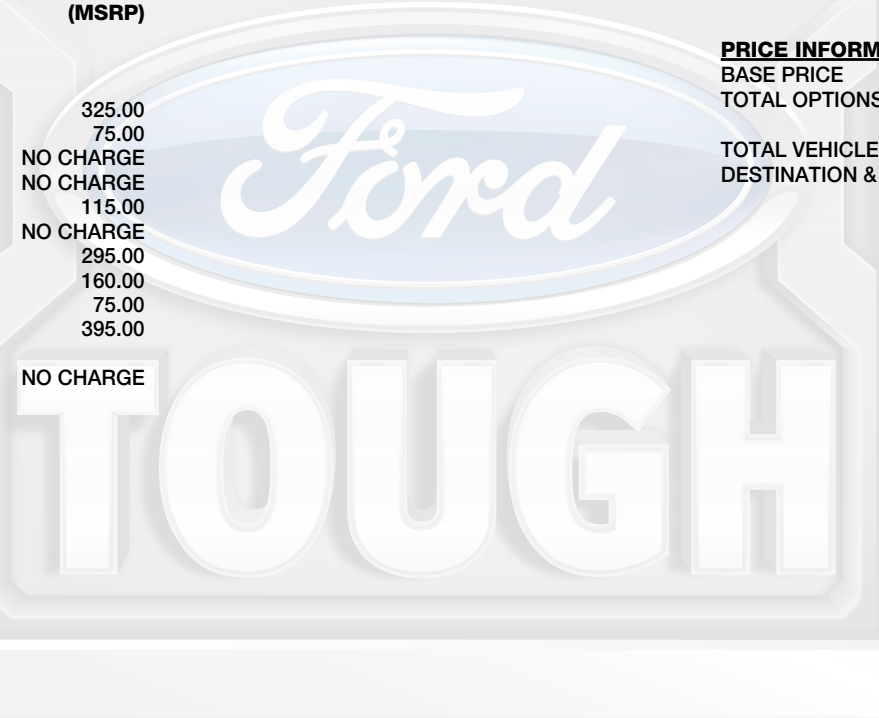 (MSRP)
325.00
75.00
NO CHARGE
NO CHARGE
115.00
NO CHARGE
295.00
160.00
75.00
395.00
NO CHARGE
PRICE INFORM
BASE PRICE
TOTAL OPTIONS
TOTAL VEHICLE
DESTINATION &
Ford
TOUGH